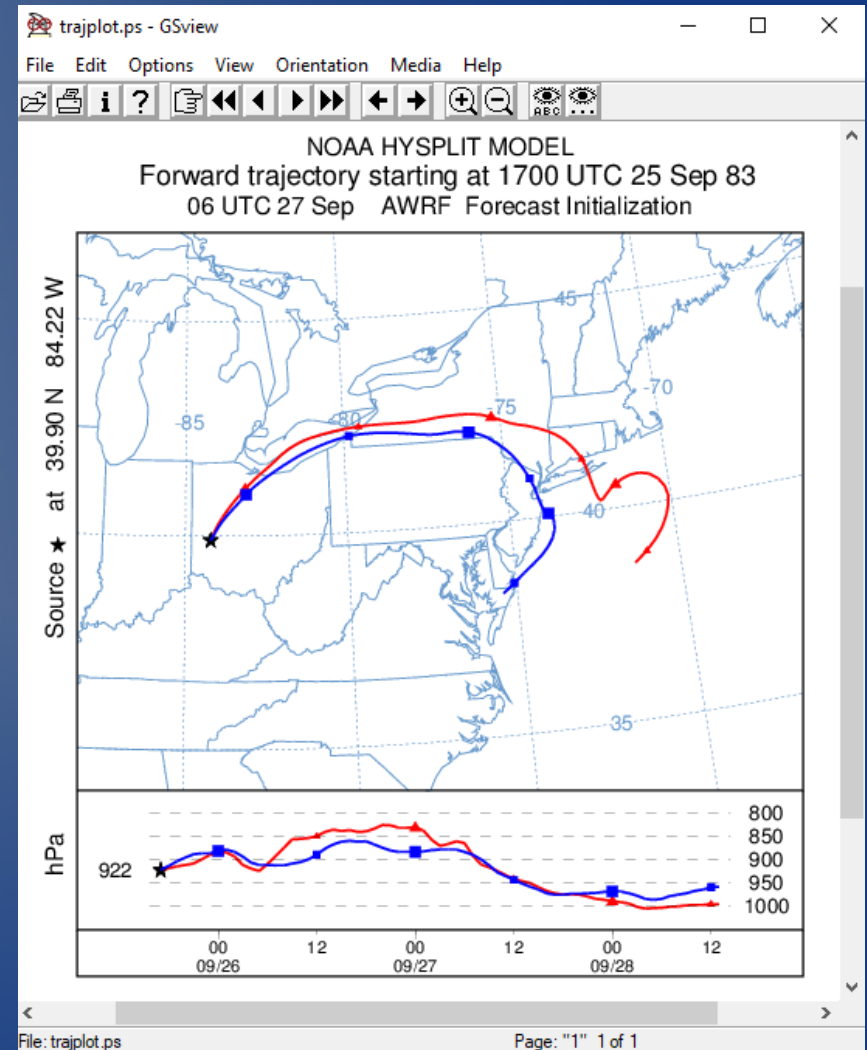 trajplot.ps - GSview
File Edit Options View Orientation Media Help
i ? ABC
NOAA HYSPLIT MODEL
Forward trajectory starting at 1700 UTC 25 Sep 83
06 UTC 27 Sep AWRF Forecast Initialization
Source ★ at 39.90 N 84.22 W
45
-70
-75
-80
-85
40
35
hPa
922
800
850
900
950
1000
00 12 00 12 00 12
09/26 09/27 09/28
File: trajplot.ps Page: "1" 1 of 1